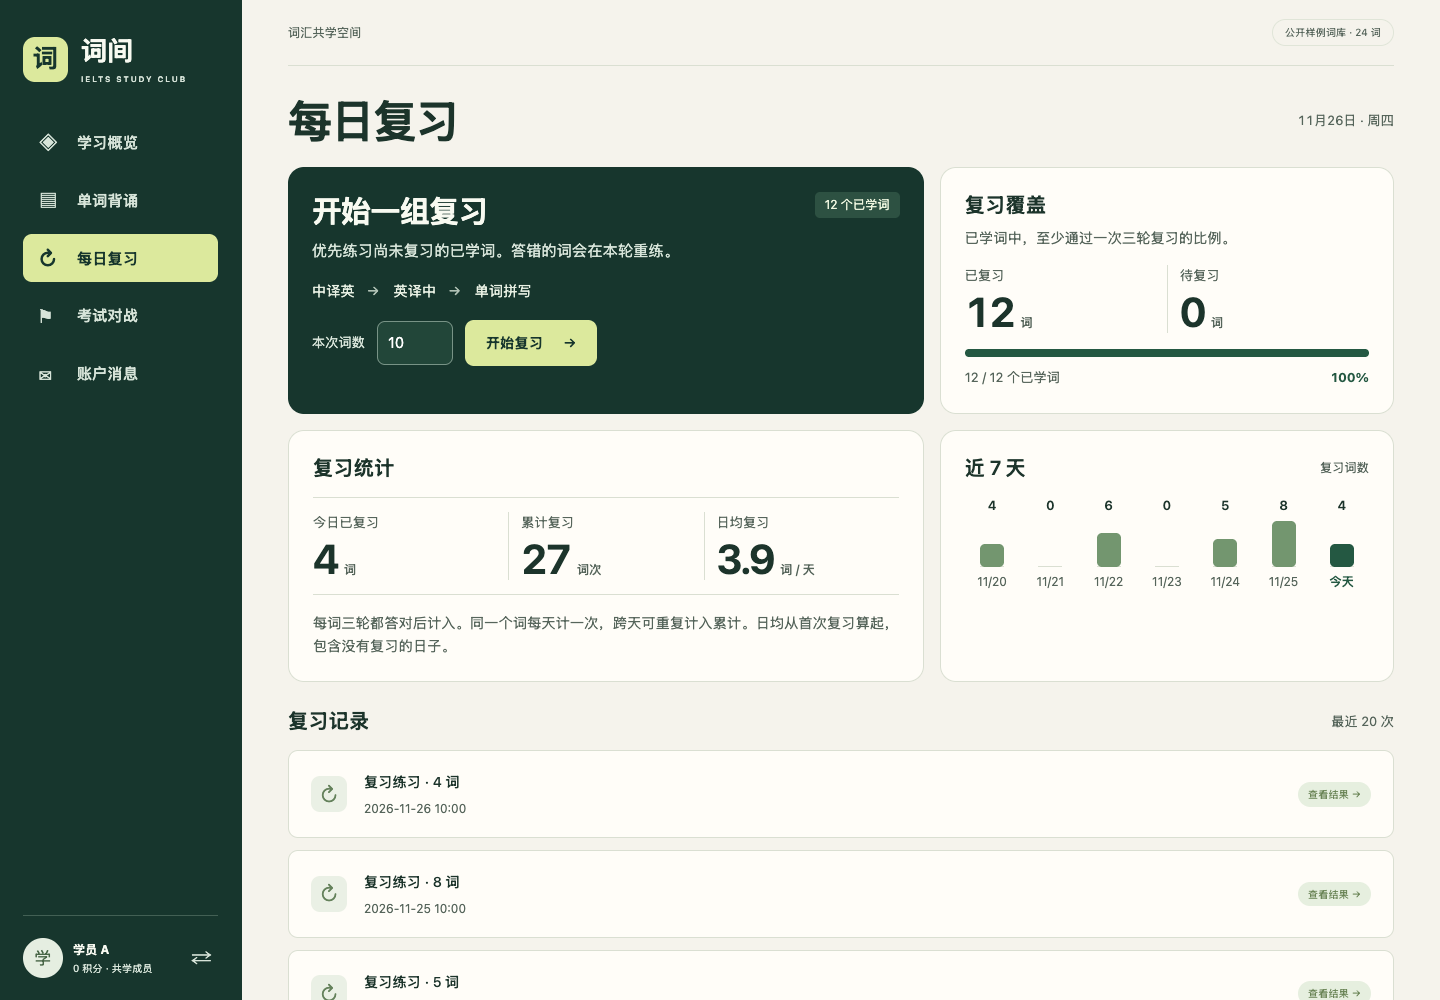 词
词间
IELTS STUDY CLUB
学习概览
单词背诵
每日复习
考试对战
账户消息
学
学员 A
0 积分 · 共学成员
词汇共学空间
公开样例词库 · 24 词
每日复习
11月26日 · 周四
开始一组复习
12 个已学词
优先练习尚未复习的已学词。答错的词会在本轮重练。
中译英 → 英译中 → 单词拼写
本次词数 10 开始复习 →
复习覆盖
已学词中，至少通过一次三轮复习的比例。
已复习 待复习
12 词 0 词
12 / 12 个已学词 100%
复习统计
今日已复习 累计复习 日均复习
4 词 27 词次 3.9 词 / 天
每词三轮都答对后计入。同一个词每天计一次，跨天可重复计入累计。日均从首次复习算起，
包含没有复习的日子。
近 7 天 复习词数
4 0 6 0 5 8 4
11/20 11/21 11/22 11/23 11/24 11/25 今天
复习记录 最近 20 次
复习练习 · 4 词
2026-11-26 10:00
查看结果 →
复习练习 · 8 词
2026-11-25 10:00
查看结果 →
复习练习 · 5 词
查看结果 →